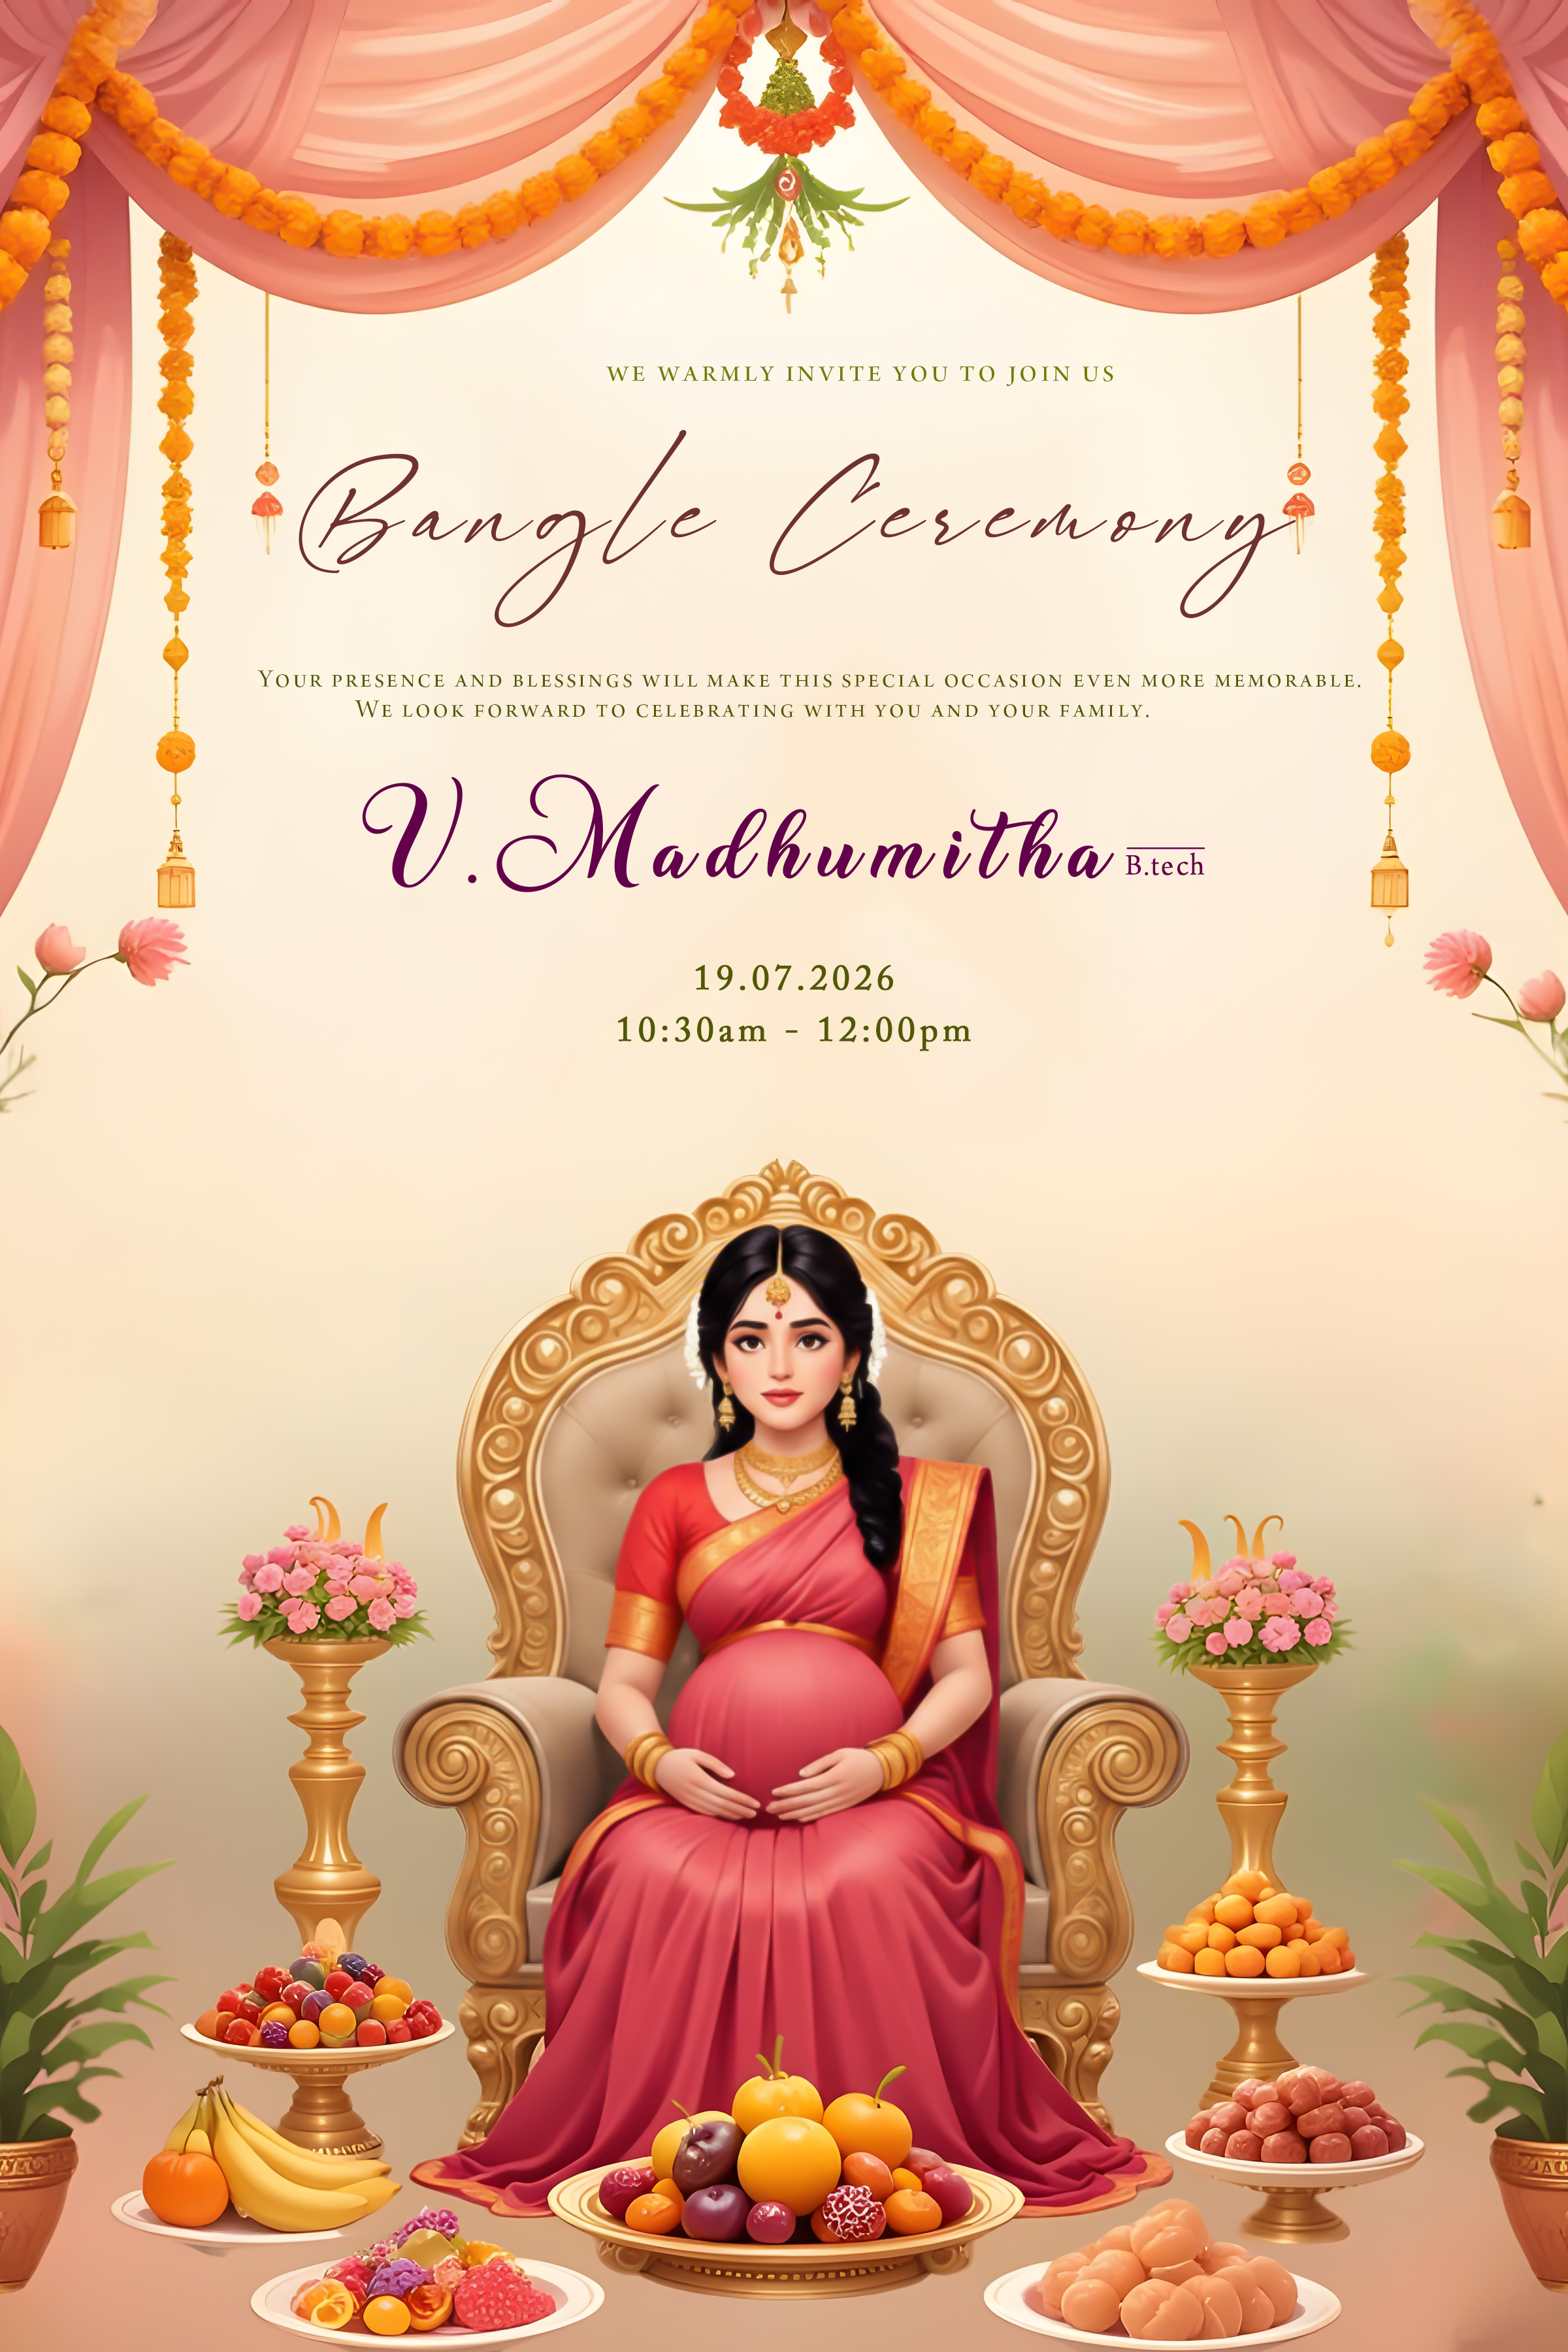 WE WARMLY INVITE YOU TO JOIN US
Bangle Ceremony
YOUR PRESENCE AND BLESSINGS WILL MAKE THIS SPECIAL OCCASION EVEN MORE MEMORABLE.
WE LOOK FORWARD TO CELEBRATING WITH YOU AND YOUR FAMILY.
V. Madhumitha B.tech
19.07.2026
10:30am - 12:00pm